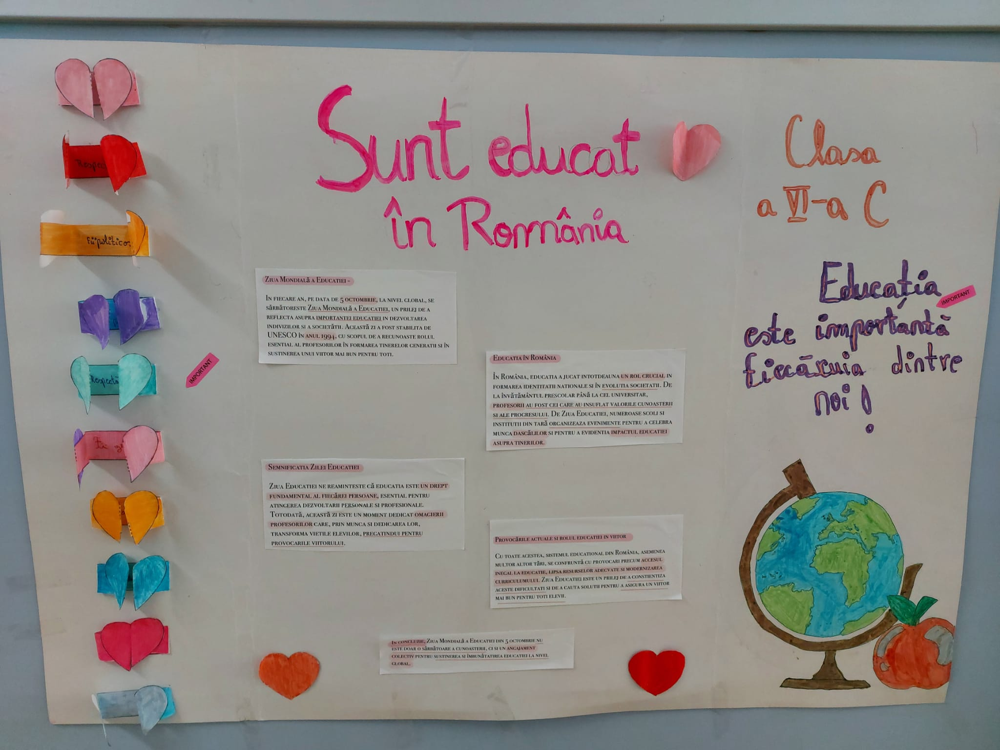 Sunt educat
în România
Clasa
a VI-a C
Educația
este importantă
fiecăruia dintre
noi!
IMPORTANT
Fii politicos
IMPORTANT
ZIUA MONDIALĂ A EDUCATIEI -
IN FIECARE AN, PE DATA DE 5 OCTOMBRIE, LA NIVEL GLOBAL, SE
SĂRBĂTORESTE ZIUA MONDIALĂ A EDUCATIEI, UN PRILEJ DE A
REFLECTA ASUPRA IMPORTANTEI EDUCATIEI IN DEZVOLTAREA
INDIVIZILOR SI A SOCIETĂTII. ACEASTĂ ZI A FOST STABILITA DE
UNESCO ÎN ANUL 1994, CU SCOPUL DE A RECUNOASTE ROLUL
ESENTIAL AL PROFESORILOR ÎN FORMAREA TINERELOR GENERATII SI ÎN
SUSTINEREA UNUI VIITOR MAI BUN PENTRU TOTI.
EDUCATIA ÎN ROMÂNIA
ÎN ROMÂNIA, EDUCATIA A JUCAT INTOTDEAUNA UN ROL CRUCIAL IN
FORMAREA IDENTITATII NATIONALE SI ÎN EVOLUTIA SOCIETATII. DE
LA ÎNVĂTĂMÂNTUL PRESCOLAR PÂNĂ LA CEL UNIVERSITAR,
PROFESORII AU FOST CEI CARE AU INSUFLAT VALORILE CUNOASTERII
SI ALE PROGRESULUI. DE ZIUA EDUCATIEI, NUMEROASE SCOLI SI
INSTITUTII DIN TARĂ ORGANIZEAZA EVENIMENTE PENTRU A CELEBRA
MUNCA DASCĂLILOR SI PENTRU A EVIDENTIA IMPACTUL EDUCATIEI
ASUPRA TINERILOR.
SEMNIFICATIA ZILEI EDUCATIEI
ZIUA EDUCATIEI NE REAMINTESTE CĂ EDUCATIA ESTE UN DREPT
FUNDAMENTAL AL FIECĂREI PERSOANE, ESENTIAL PENTRU
ATINGEREA DEZVOLTARII PERSONALE SI PROFESIONALE.
TOTODATĂ, ACEASTĂ ZI ESTE UN MOMENT DEDICAT OMAGIERII
PROFESORILOR CARE, PRIN MUNCA SI DEDICAREA LOR,
TRANSFORMA VIETILE ELEVILOR, PREGATINDUI PENTRU
PROVOCARILE VIITORULUI.
PROVOCĂRILE ACTUALE SI ROLUL EDUCATIEI IN VIITOR
CU TOATE ACESTEA, SISTEMUL EDUCATIONAL DIN ROMÂNIA, ASEMENEA
MULTOR ALTOR TĂRI, SE CONFRUNTĂ CU PROVOCARI PRECUM ACCESUL
INEGAL LA EDUCATIE, LIPSA RESURSELOR ADECVATE SI MODERNIZAREA
CURRICULUMULUI. ZIUA EDUCATIEI ESTE UN PRILEJ DE A CONSTIENTIZA
ACESTE DIFICULTATI SI DE A CAUTA SOLUTII PENTRU A ASIGURA UN VIITOR
MAI BUN PENTRU TOTI ELEVII.
IN CONCLUZIE, ZIUA MONDIALĂ A EDUCATIEI DIN 5 OCTOMBRIE NU
ESTE DOAR O SĂRBĂTOARE A CUNOASTERII, CI SI UN ANGAJAMENT
COLECTIV PENTRU SUSTINEREA SI ÎMBUNĂTATIREA EDUCATIEI LA NIVEL
GLOBAL.